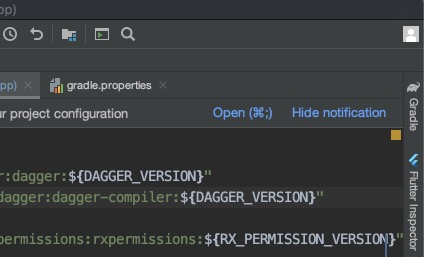 pp)
pp)
gradle.properties
ur project configuration
Open (⌘;)
Hide notification
Gradle
r:dagger:${DAGGER_VERSION}"
dagger:dagger-compiler:${DAGGER_VERSION}"
permissions:rxpermissions:${RX_PERMISSION_VERSION}"
Flutter Inspector